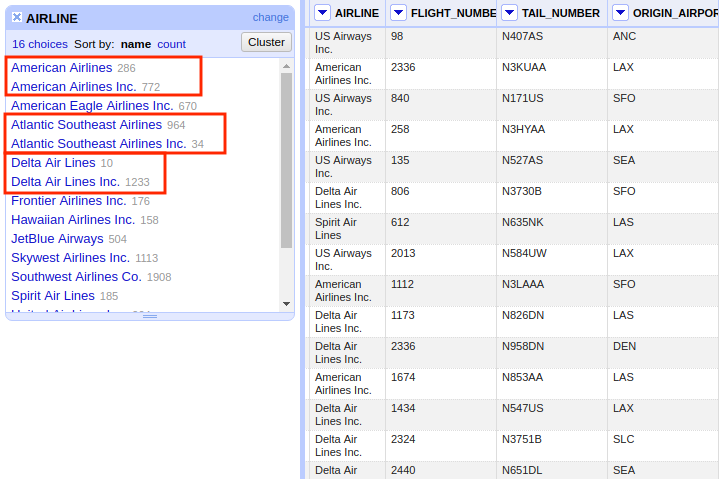 AIRLINE change
16 choices Sort by: name count Cluster
American Airlines 286
American Airlines Inc. 772
American Eagle Airlines Inc. 670
Atlantic Southeast Airlines 964
Atlantic Southeast Airlines Inc. 34
Delta Air Lines 10
Delta Air Lines Inc. 1233
Frontier Airlines Inc. 176
Hawaiian Airlines Inc. 158
JetBlue Airways 504
Skywest Airlines Inc. 1113
Southwest Airlines Co. 1908
Spirit Air Lines 185
AIRLINE FLIGHT_NUMBE TAIL_NUMBER ORIGIN_AIRPOR
US Airways 98 N407AS ANC
Inc.
American 2336 N3KUAA LAX
Airlines Inc.
US Airways 840 N171US SFO
Inc.
American 258 N3HYAA LAX
Airlines Inc.
US Airways 135 N527AS SEA
Inc.
Delta Air 806 N3730B SFO
Lines Inc.
Spirit Air 612 N635NK LAS
Lines
US Airways 2013 N584UW LAX
Inc.
American 1112 N3LAAA SFO
Airlines Inc.
Delta Air 1173 N826DN LAS
Lines Inc.
Delta Air 2336 N958DN DEN
Lines Inc.
American 1674 N853AA LAS
Airlines Inc.
Delta Air 1434 N547US LAX
Lines Inc.
Delta Air 2324 N3751B SLC
Lines Inc.
Delta Air 2440 N651DL SEA